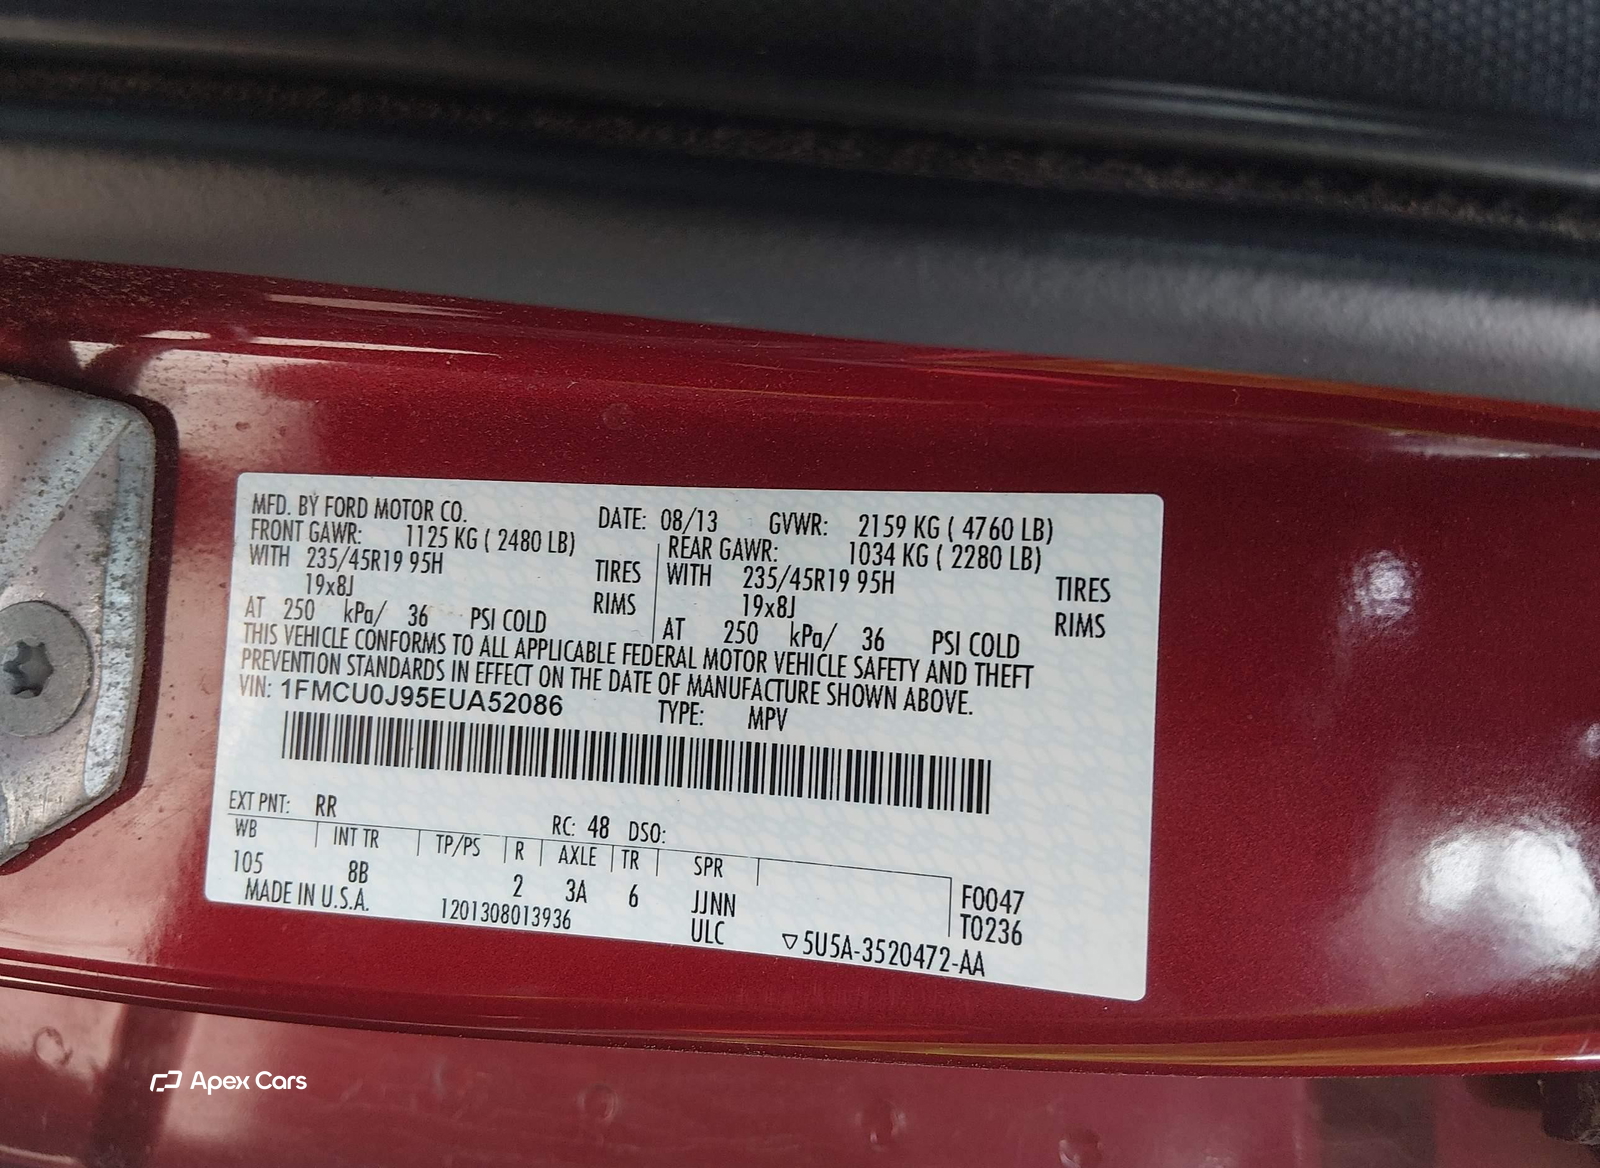 MFD. BY FORD MOTOR CO. DATE: 08/13 GVWR: 2159 KG ( 4760 LB)
FRONT GAWR: 1125 KG ( 2480 LB) REAR GAWR: 1034 KG ( 2280 LB)
WITH 235/45R19 95H TIRES WITH 235/45R19 95H TIRES
19x8J RIMS 19x8J RIMS
AT 250 kPa/ 36 PSI COLD AT 250 kPa/ 36 PSI COLD
THIS VEHICLE CONFORMS TO ALL APPLICABLE FEDERAL MOTOR VEHICLE SAFETY AND THEFT
PREVENTION STANDARDS IN EFFECT ON THE DATE OF MANUFACTURE SHOWN ABOVE.
VIN: 1FMCU0J95EUA52086 TYPE: MPV
EXT PNT: RR RC: 48 DSO:
WB INT TR TP/PS R AXLE TR SPR
105 8B 2 3A 6 JJNN F0047
MADE IN U.S.A. 1201308013936 ULC T0236
▽5U5A-3520472-AA
Apex Cars